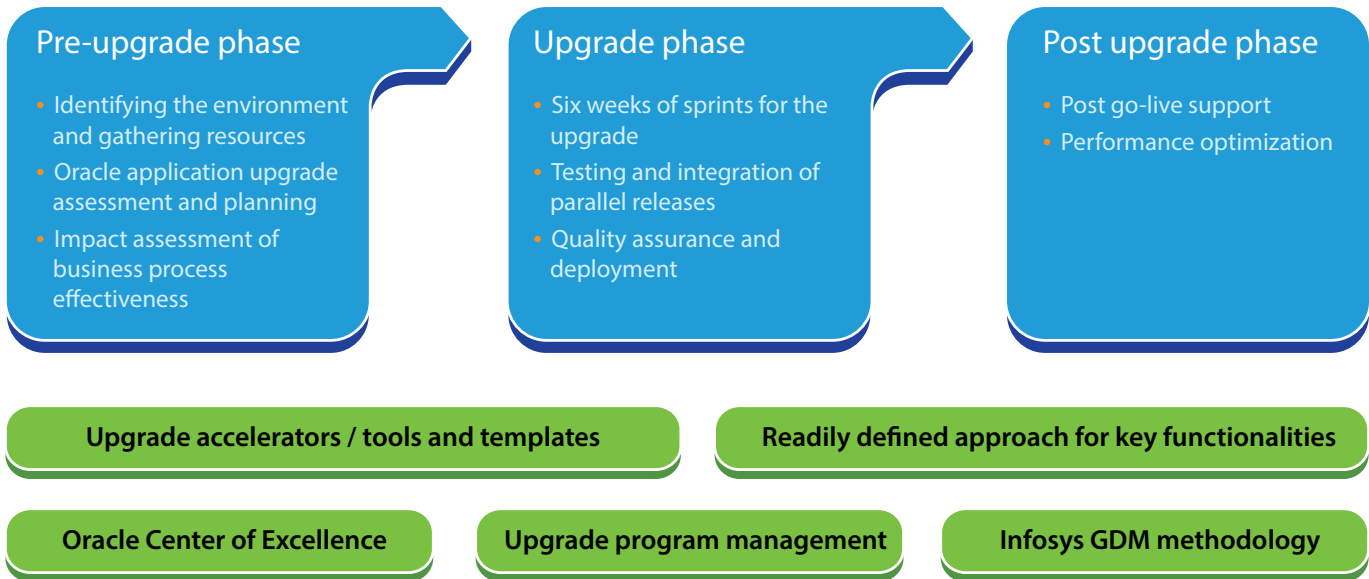 Pre-upgrade phase
• Identifying the environment
and gathering resources
• Oracle application upgrade
assessment and planning
• Impact assessment of
business process
effectiveness
Upgrade phase
• Six weeks of sprints for the
upgrade
• Testing and integration of
parallel releases
• Quality assurance and
deployment
Post upgrade phase
• Post go-live support
• Performance optimization
Upgrade accelerators / tools and templates
Readily defined approach for key functionalities
Oracle Center of Excellence
Upgrade program management
Infosys GDM methodology